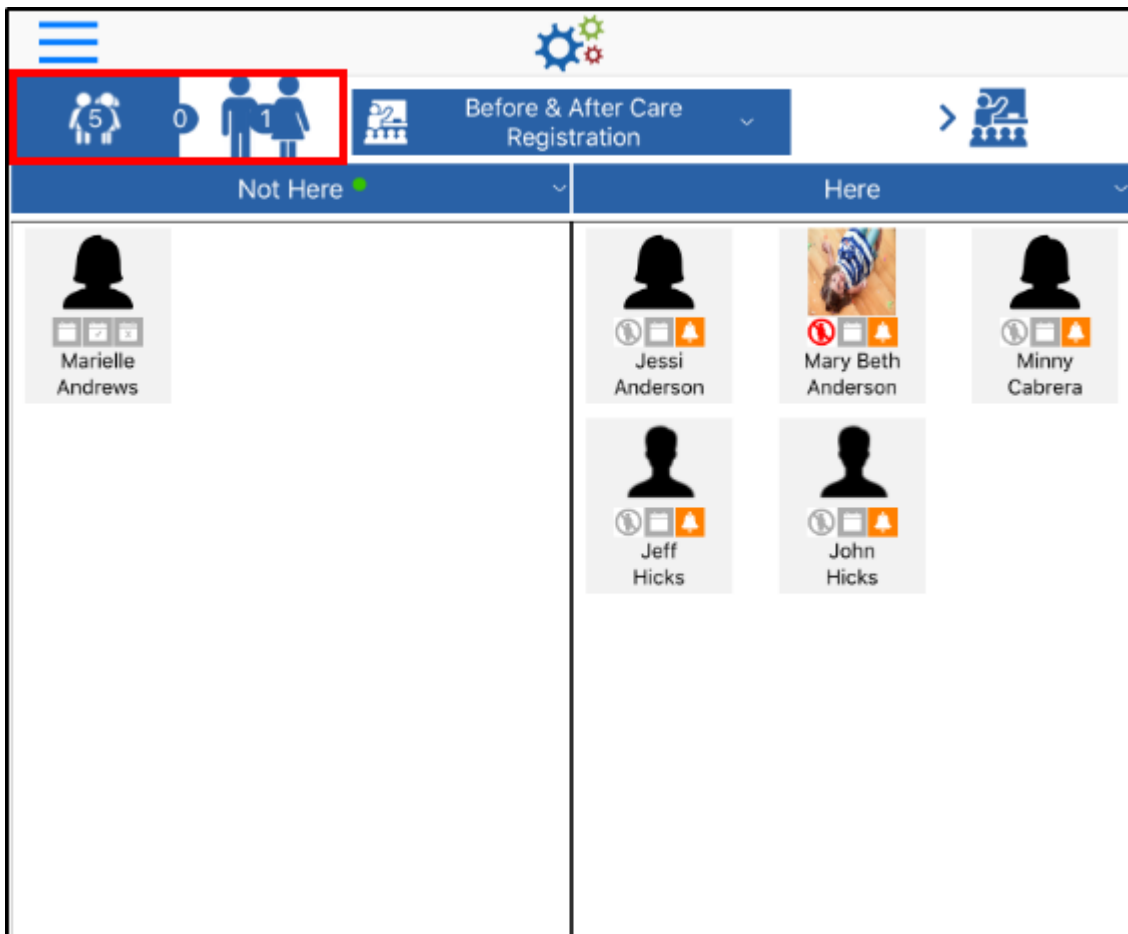 5
0
1
Before & After Care
Registration
Not Here
Here
Marielle
Andrews
Jessi
Anderson
Mary Beth
Anderson
Minny
Cabrera
Jeff
Hicks
John
Hicks